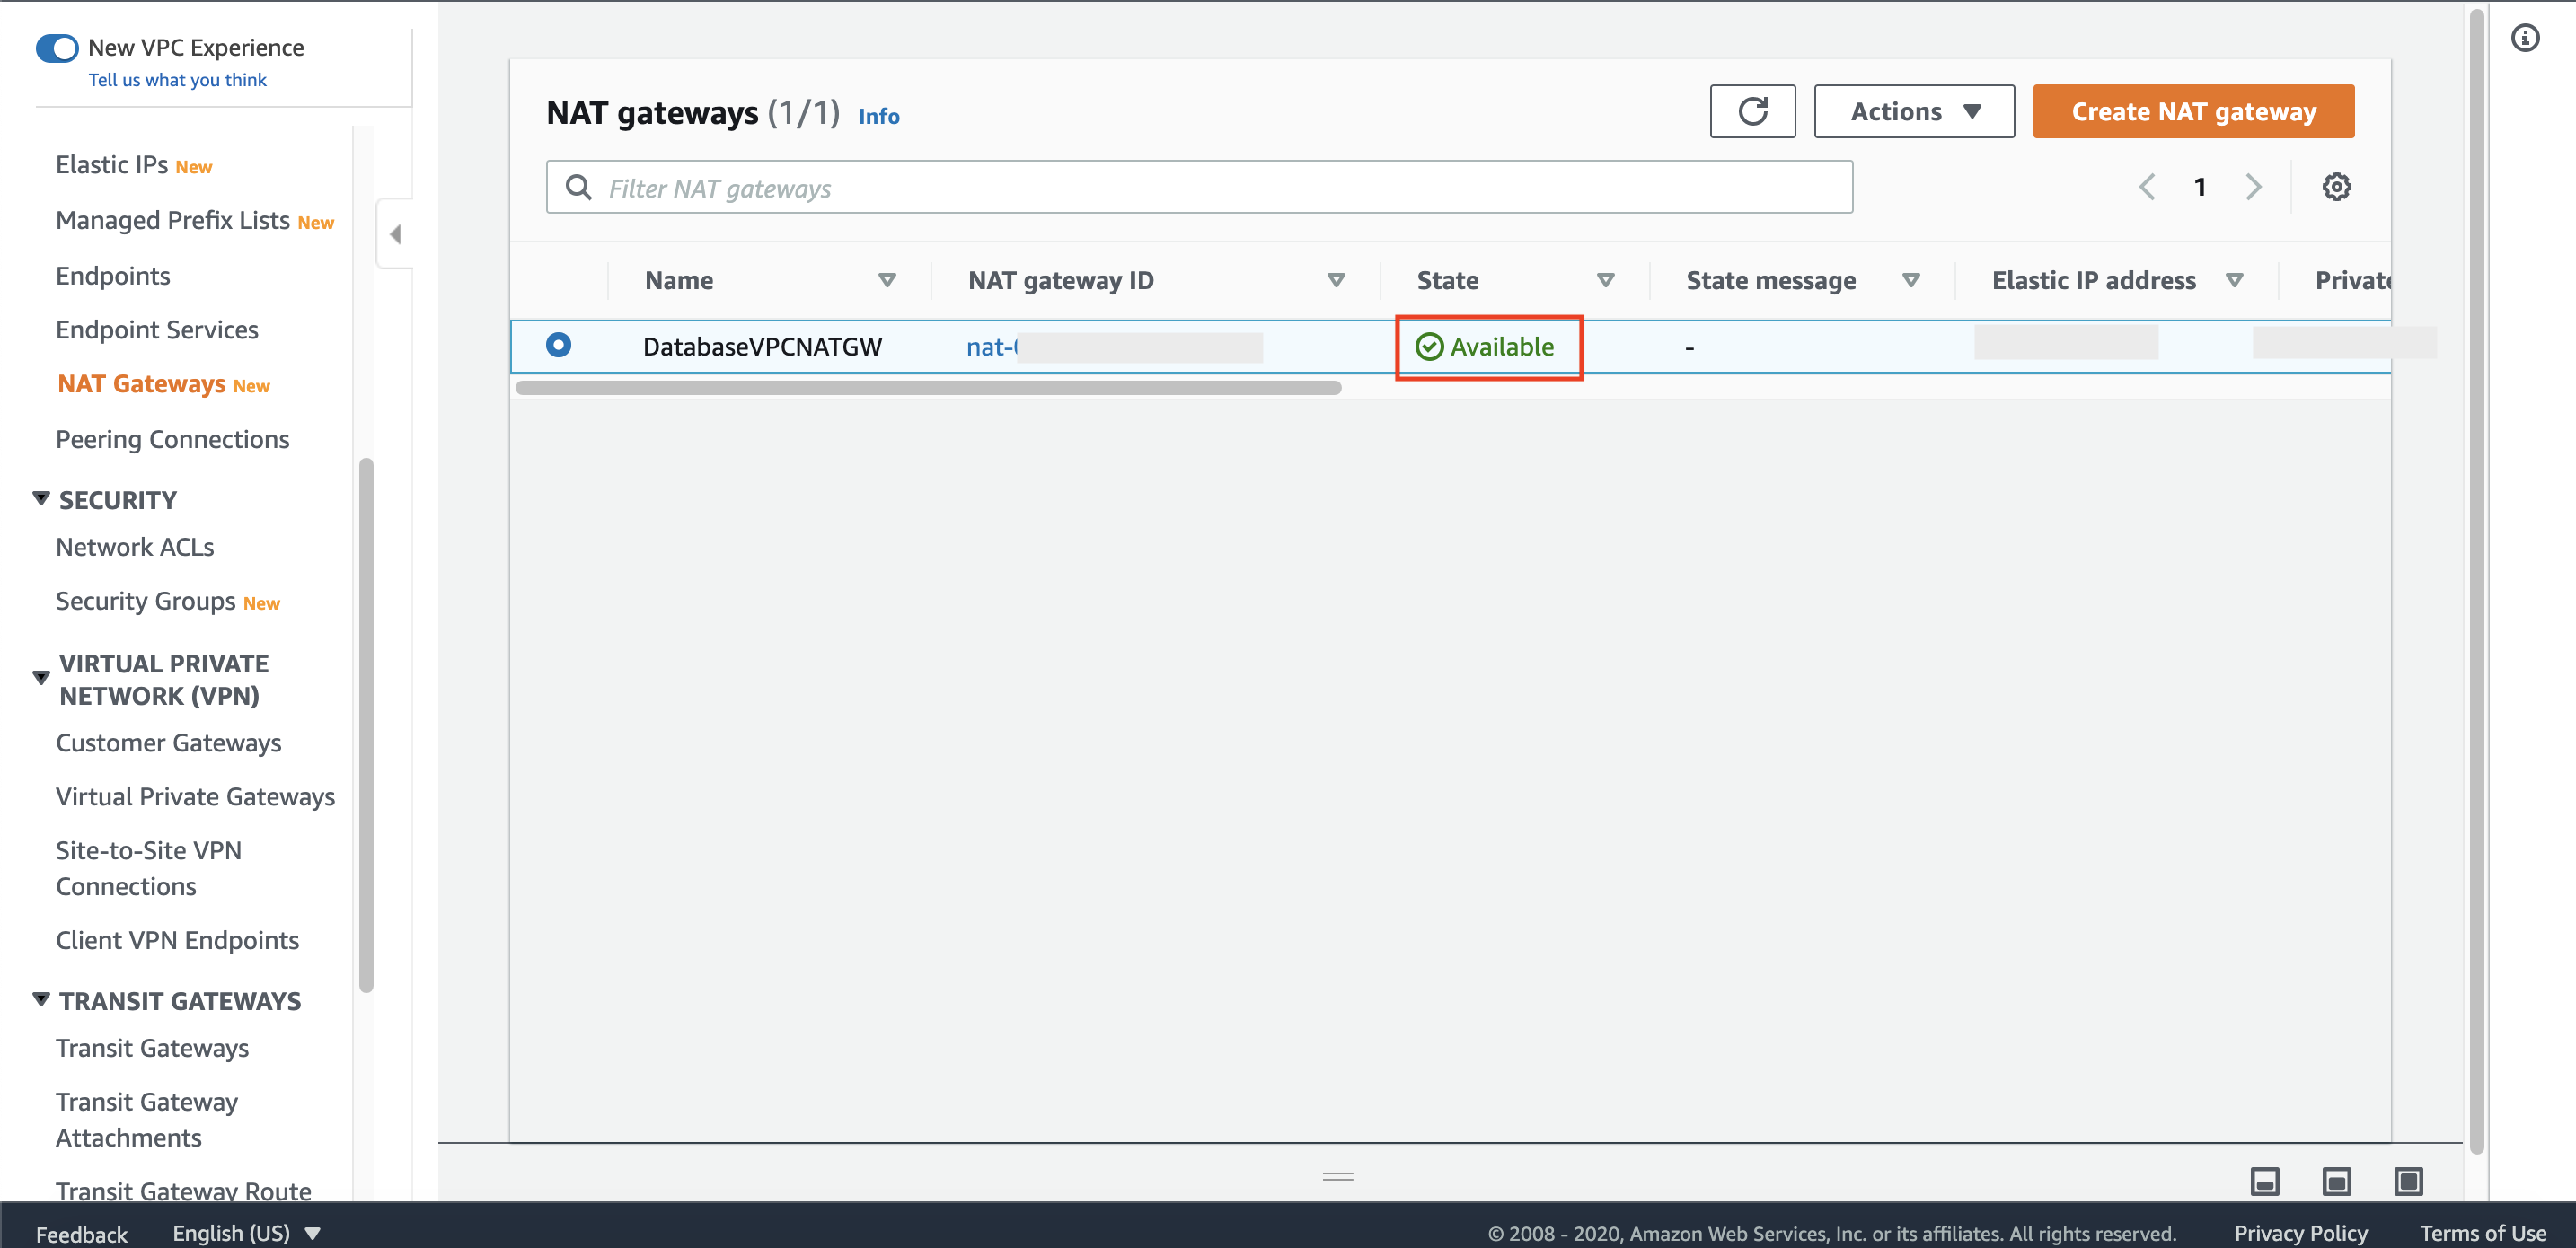 New VPC Experience
Tell us what you think
Elastic IPs New
Managed Prefix Lists New
Endpoints
Endpoint Services
NAT Gateways New
Peering Connections
SECURITY
Network ACLs
Security Groups New
VIRTUAL PRIVATE
NETWORK (VPN)
Customer Gateways
Virtual Private Gateways
Site-to-Site VPN
Connections
Client VPN Endpoints
TRANSIT GATEWAYS
Transit Gateways
Transit Gateway
Attachments
Transit Gateway Route
NAT gateways (1/1) Info
Actions
Create NAT gateway
Filter NAT gateways
1
Name NAT gateway ID State State message Elastic IP address Private
DatabaseVPCNATGW nat- Available -
Feedback English (US) © 2008 - 2020, Amazon Web Services, Inc. or its affiliates. All rights reserved. Privacy Policy Terms of Use